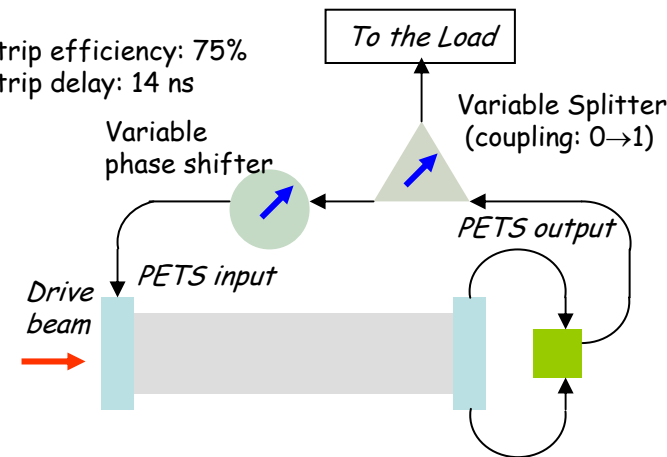 To the Load
trip efficiency: 75%
trip delay: 14 ns
Variable Splitter
(coupling: 0→1)
Variable
phase shifter
PETS output
PETS input
Drive
beam